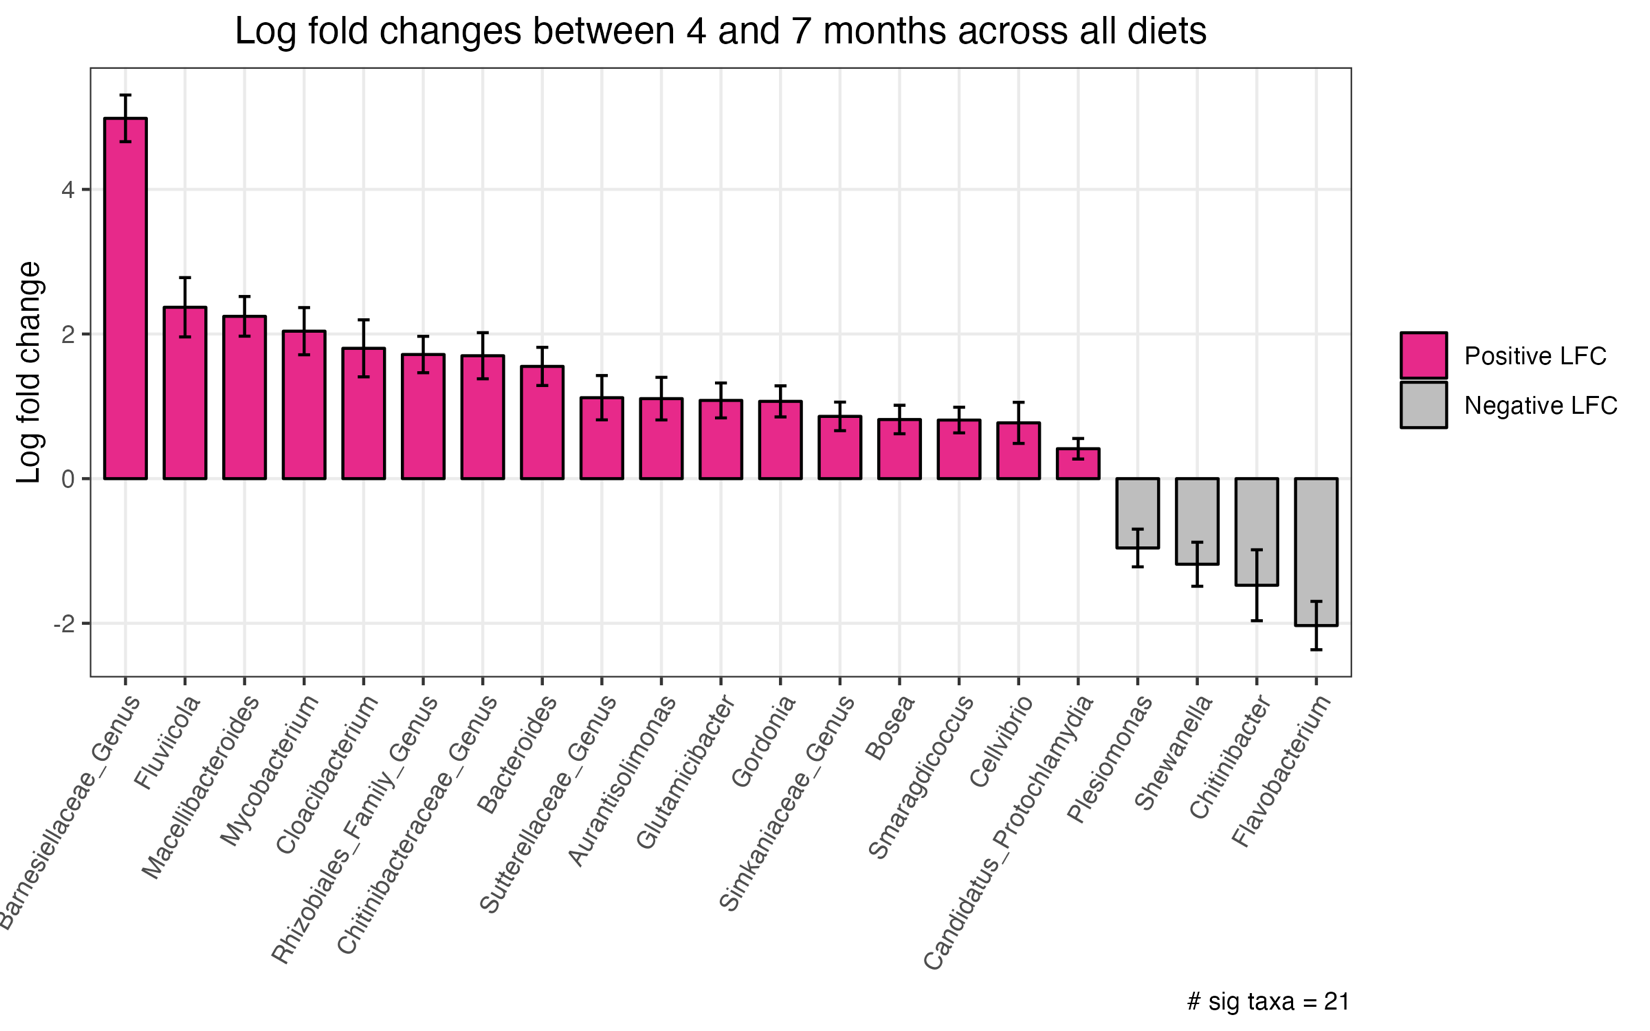 Log fold changes between 4 and 7 months across all diets
Log fold change
4
2
0
-2
Positive LFC
Negative LFC
Barnesiellaceae_Genus
Fluviicola
Macellibacteroides
Mycobacterium
Cloacibacterium
Rhizobiales_Family_Genus
Chitinibacteraceae_Genus
Bacteroides
Sutterellaceae_Genus
Aurantisolimonas
Glutamicibacter
Gordonia
Simkaniaceae_Genus
Bosea
Smaragdicoccus
Cellvibrio
Candidatus_Protochlamydia
Plesiomonas
Shewanella
Chitinibacter
Flavobacterium
# sig taxa = 21